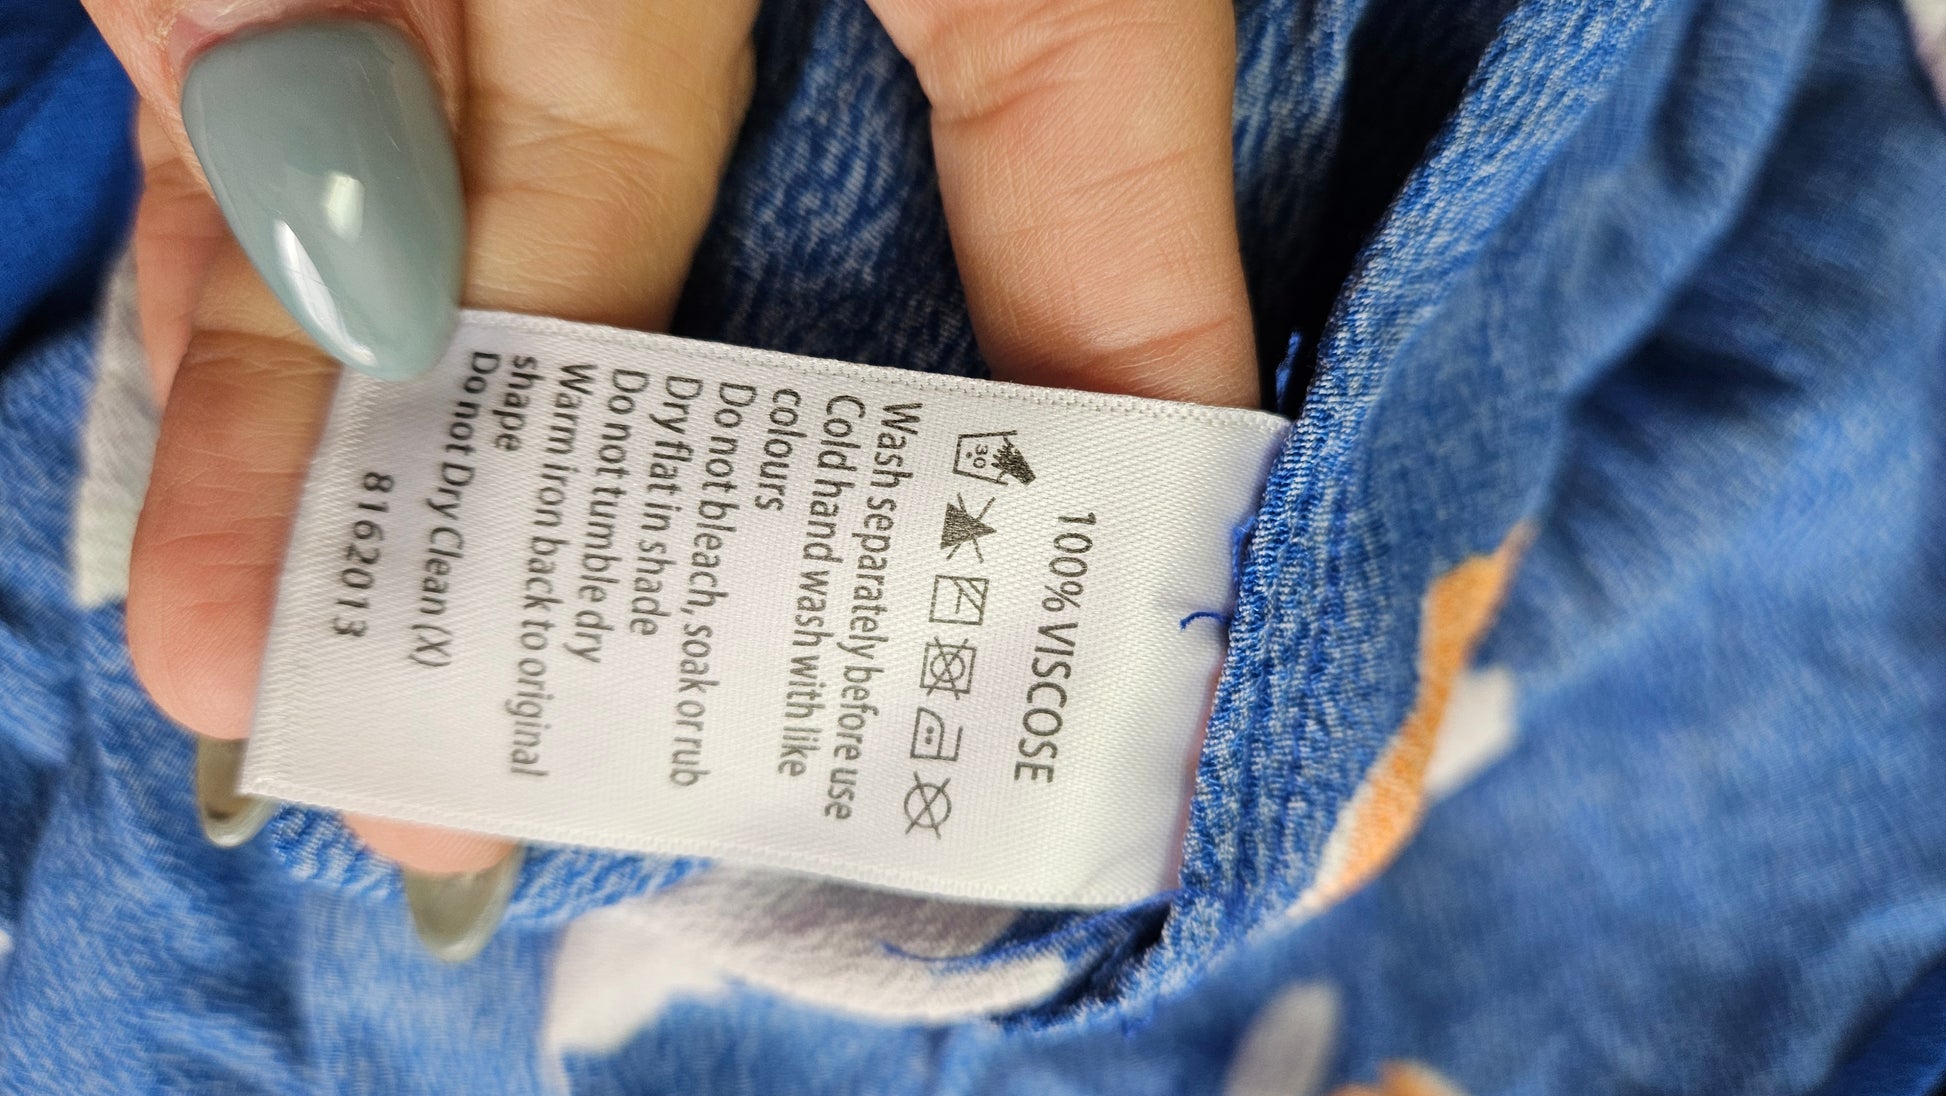 100% VISCOSE
30
Wash separately before use
Cold hand wash with like
colours
Do not bleach, soak or rub
Dry flat in shade
Do not tumble dry
Warm iron back to original
shape
Do not Dry Clean (X)
8162013